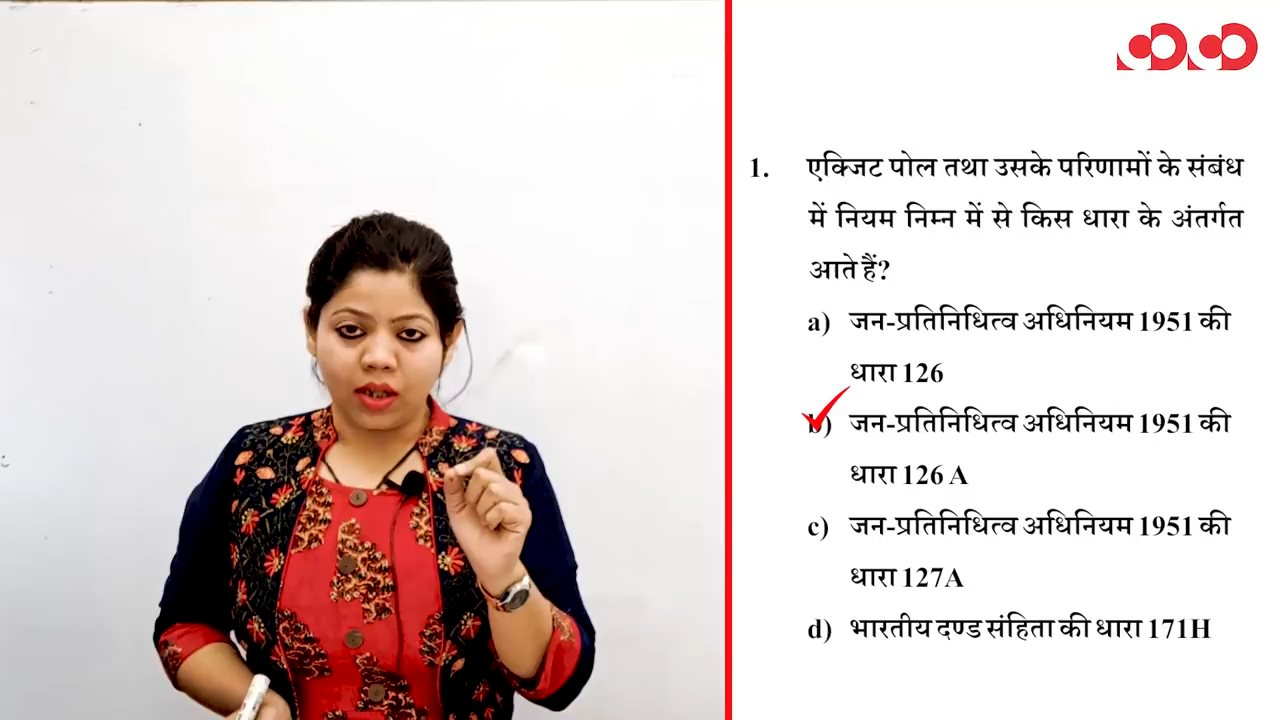 1. एक्जिट पोल तथा उसके परिणामों के संबंध
में नियम निम्न में से किस धारा के अंतर्गत
आते हैं?
a) जन-प्रतिनिधित्व अधिनियम 1951 की
धारा 126
b) जन-प्रतिनिधित्व अधिनियम 1951 की
धारा 126 A
c) जन-प्रतिनिधित्व अधिनियम 1951 की
धारा 127A
d) भारतीय दण्ड संहिता की धारा 171H